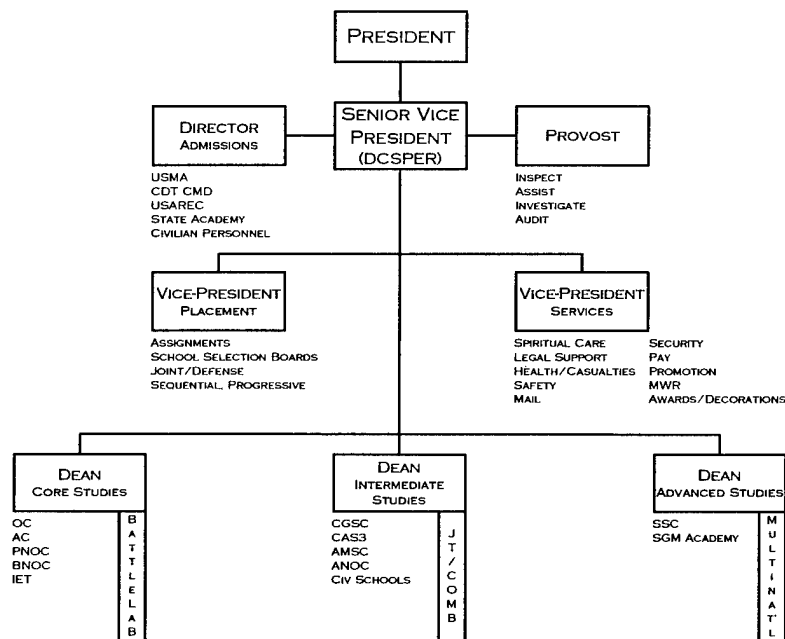 PRESIDENT
DIRECTOR
ADMISSIONS
SENIOR VICE
PRESIDENT
(DCSPER)
PROVOST
USMA
CDT CMD
USAREC
STATE ACADEMY
CIVILIAN PERSONNEL
INSPECT
ASSIST
INVESTIGATE
AUDIT
VICE-PRESIDENT
PLACEMENT
VICE-PRESIDENT
SERVICES
ASSIGNMENTS
SCHOOL SELECTION BOARDS
JOINT/DEFENSE
SEQUENTIAL, PROGRESSIVE
SPIRITUAL CARE
LEGAL SUPPORT
HEALTH/CASUALTIES
SAFETY
MAIL
SECURITY
PAY
PROMOTION
MWR
AWARDS/DECORATIONS
DEAN
CORE STUDIES
OC
AC
PNOC
BNOC
IET
BATTLELAB
DEAN
INTERMEDIATE
STUDIES
CGSC
CAS3
AMSC
ANOC
CIV SCHOOLS
JT/COMB
DEAN
ADVANCED STUDIES
SSC
SGM ACADEMY
MULTINAT'L